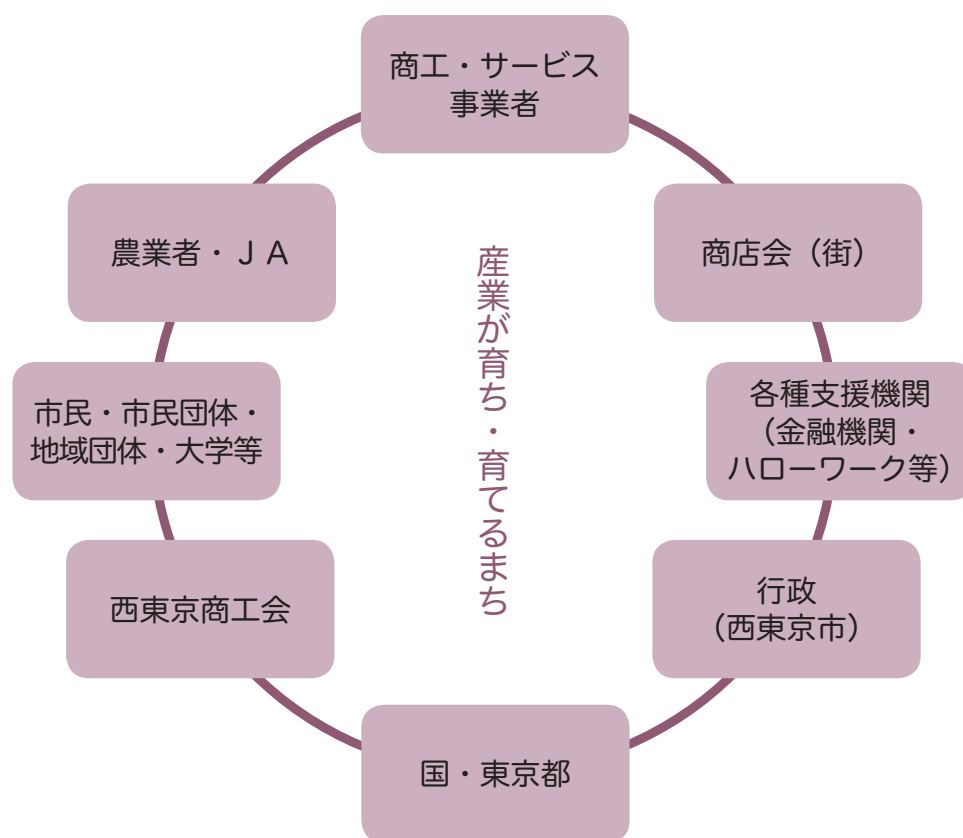 商工・サービス
事業者
農業者・ＪＡ
商店会（街）
産業が育ち・育てるまち
市民・市民団体・
地域団体・大学等
各種支援機関
（金融機関・
ハローワーク等）
西東京商工会
行政
（西東京市）
国・東京都